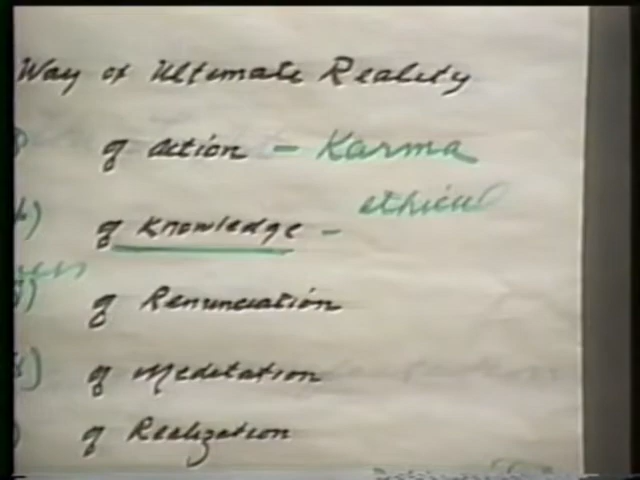 Way of Ultimate Reality
of action - Karma
ethical
of Knowledge -
of Renunciation
of Meditation
of Realization